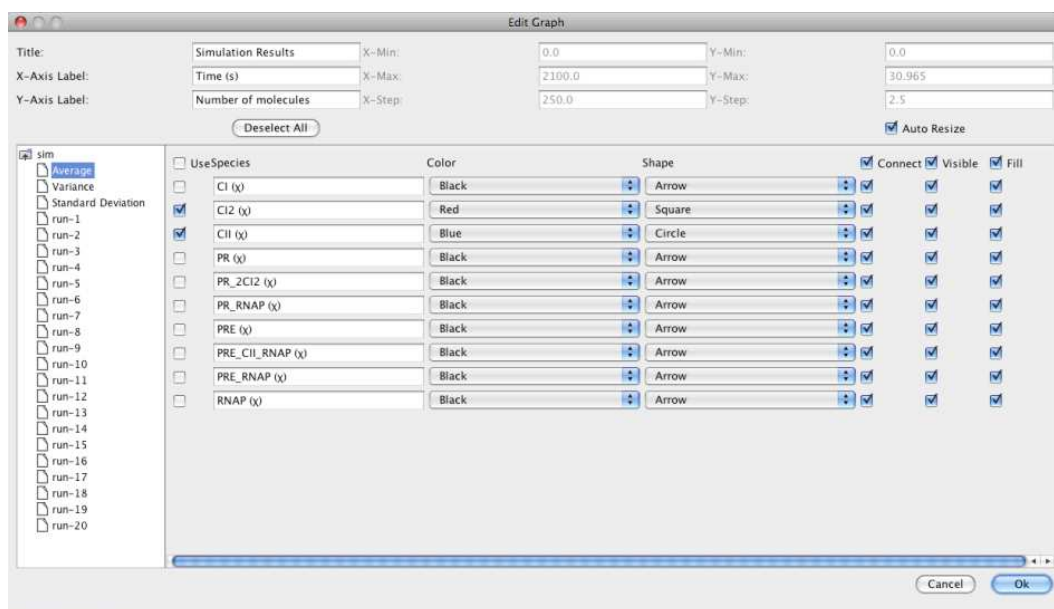 Edit Graph
Title: Simulation Results X-Min: 0.0 Y-Min: 0.0
X-Axis Label: Time (s) X-Max: 2100.0 Y-Max: 30.965
Y-Axis Label: Number of molecules X-Step: 250.0 Y-Step: 2.5
Deselect All Auto Resize
sim
Average
Variance
Standard Deviation
run-1
run-2
run-3
run-4
run-5
run-6
run-7
run-8
run-9
run-10
run-11
run-12
run-13
run-14
run-15
run-16
run-17
run-18
run-19
run-20
Use Species Color Shape Connect Visible Fill
CI (χ) Black Arrow
CI2 (χ) Red Square
CII (χ) Blue Circle
PR (χ) Black Arrow
PR_2CI2 (χ) Black Arrow
PR_RNAP (χ) Black Arrow
PRE (χ) Black Arrow
PRE_CII_RNAP (χ) Black Arrow
PRE_RNAP (χ) Black Arrow
RNAP (χ) Black Arrow
Cancel Ok